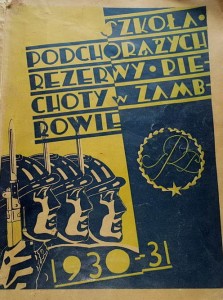 SZKOŁA·
PODCHORĄŻYCH
REZERWY·PIE-
CHOTY w ZAMB-
ROWIE
1930-31